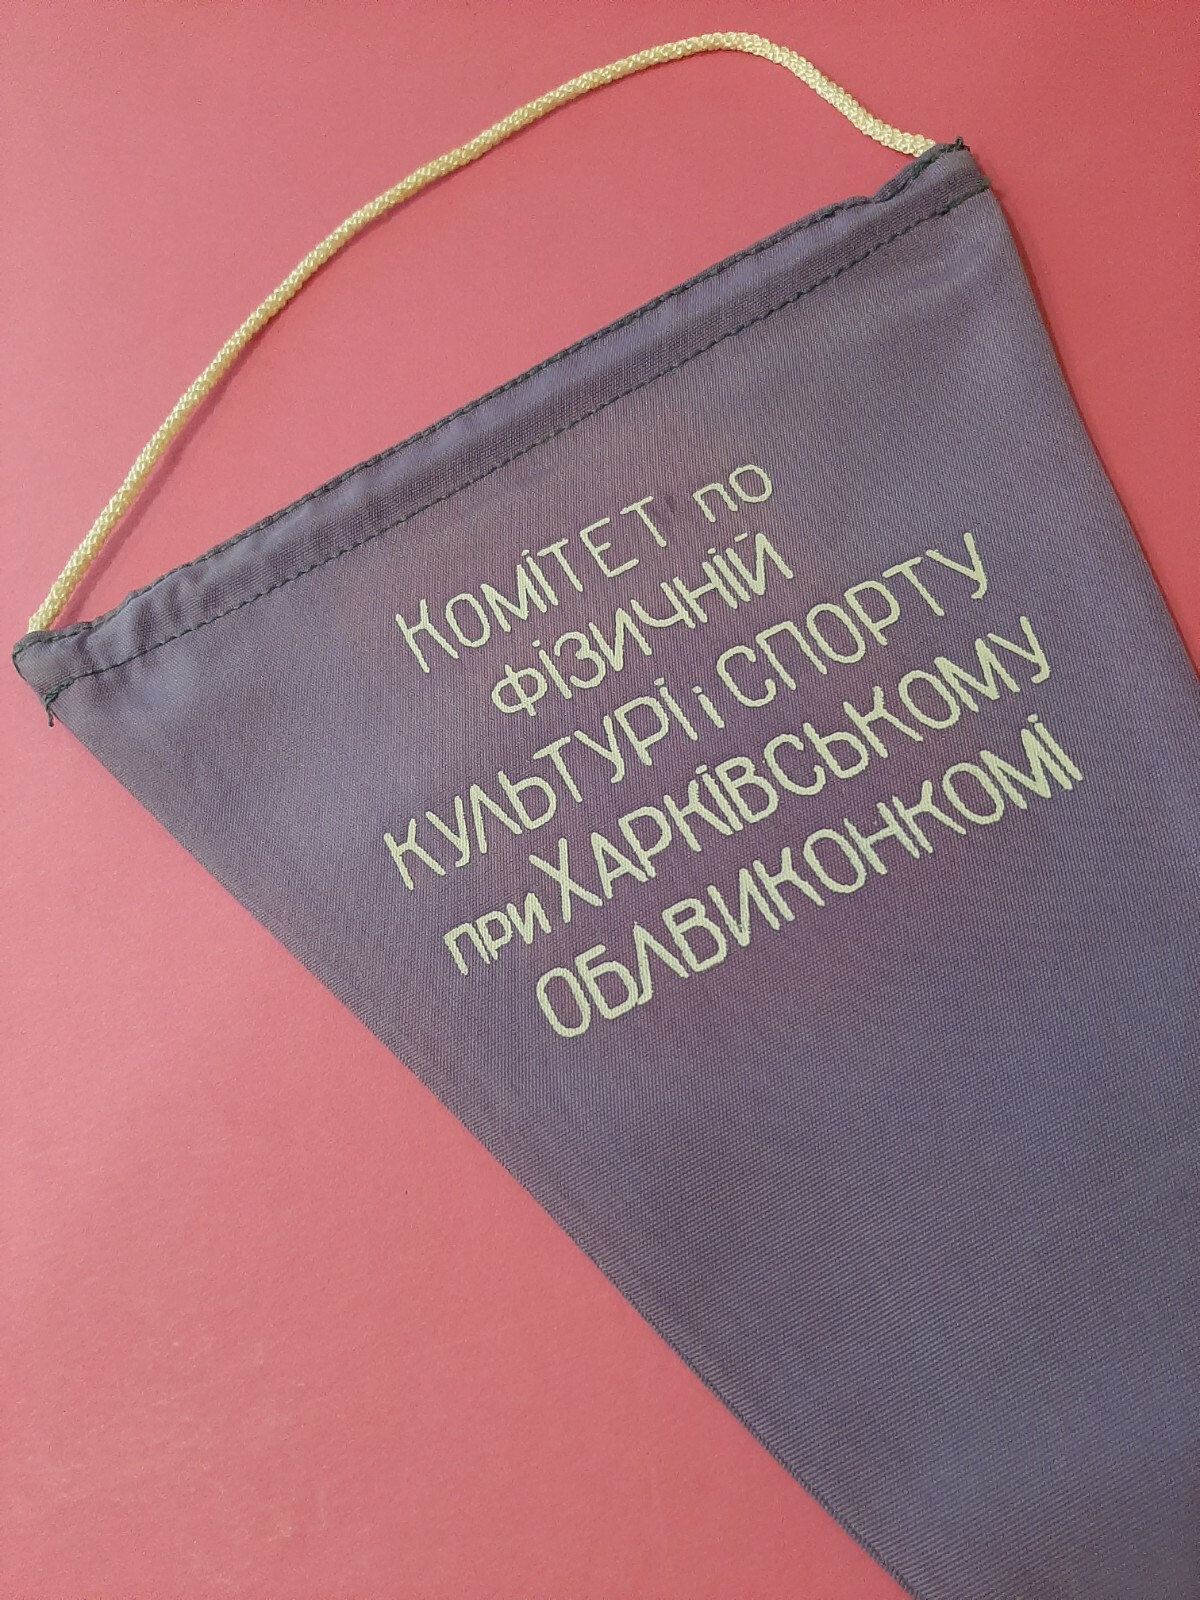 КОМІТЕТ ПО
ФІЗИЧНІЙ
КУЛЬТУРІ і СПОРТУ
ПРИ ХАРКІВСЬКОМУ
ОБЛВИКОНКОМІ